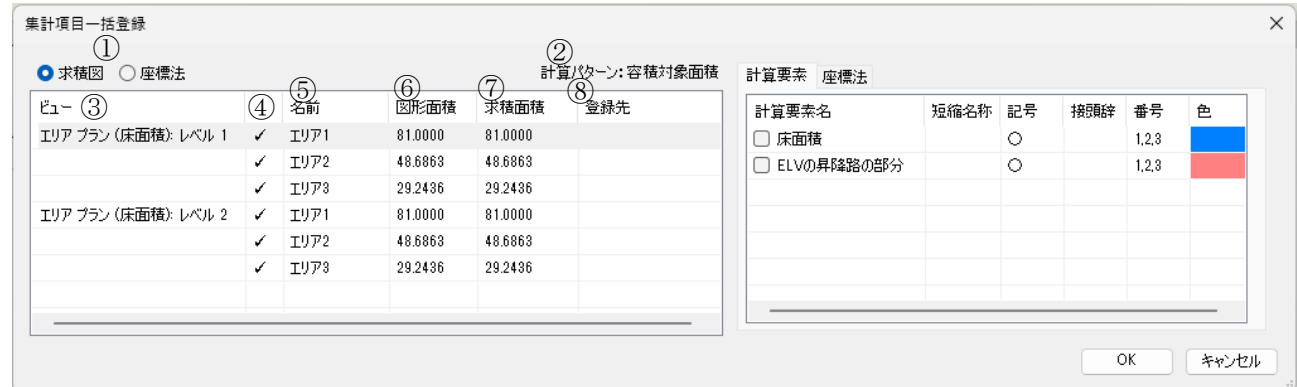 集計項目一括登録
① ②
求積図 座標法 計算パターン: 容積対象面積
ビュー ③ ④ ⑤ 名前 ⑥ 図形面積 ⑦ 求積面積 ⑧ 登録先
エリア プラン (床面積): レベル 1 ✓ エリア1 81.0000 81.0000
✓ エリア2 48.6863 48.6863
✓ エリア3 29.2436 29.2436
エリア プラン (床面積): レベル 2 ✓ エリア1 81.0000 81.0000
✓ エリア2 48.6863 48.6863
✓ エリア3 29.2436 29.2436
計算要素 座標法
計算要素名 短縮名称 記号 接頭辞 番号 色
床面積 ○ 1,2,3
ELVの昇降路の部分 ○ 1,2,3
OK キャンセル